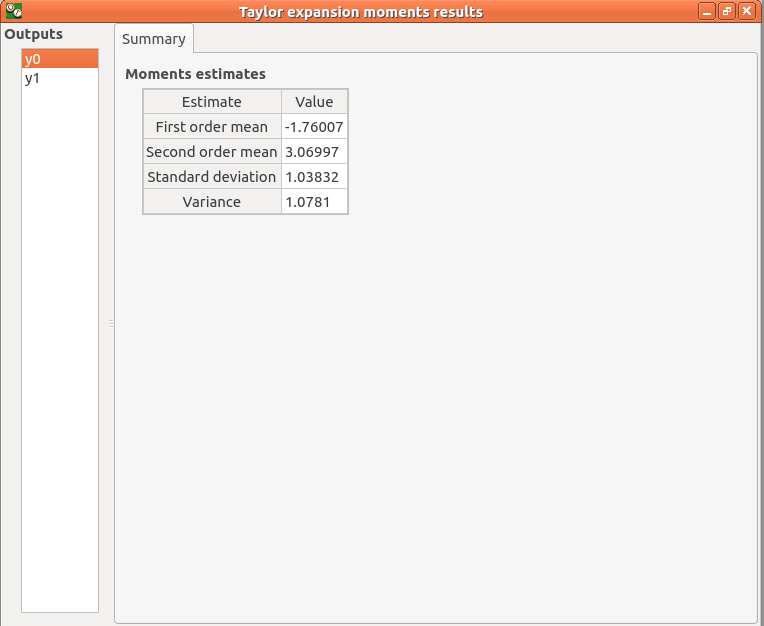 Taylor expansion moments results
Outputs
y0
y1
Summary
Moments estimates
Estimate Value
First order mean -1.76007
Second order mean 3.06997
Standard deviation 1.03832
Variance 1.0781